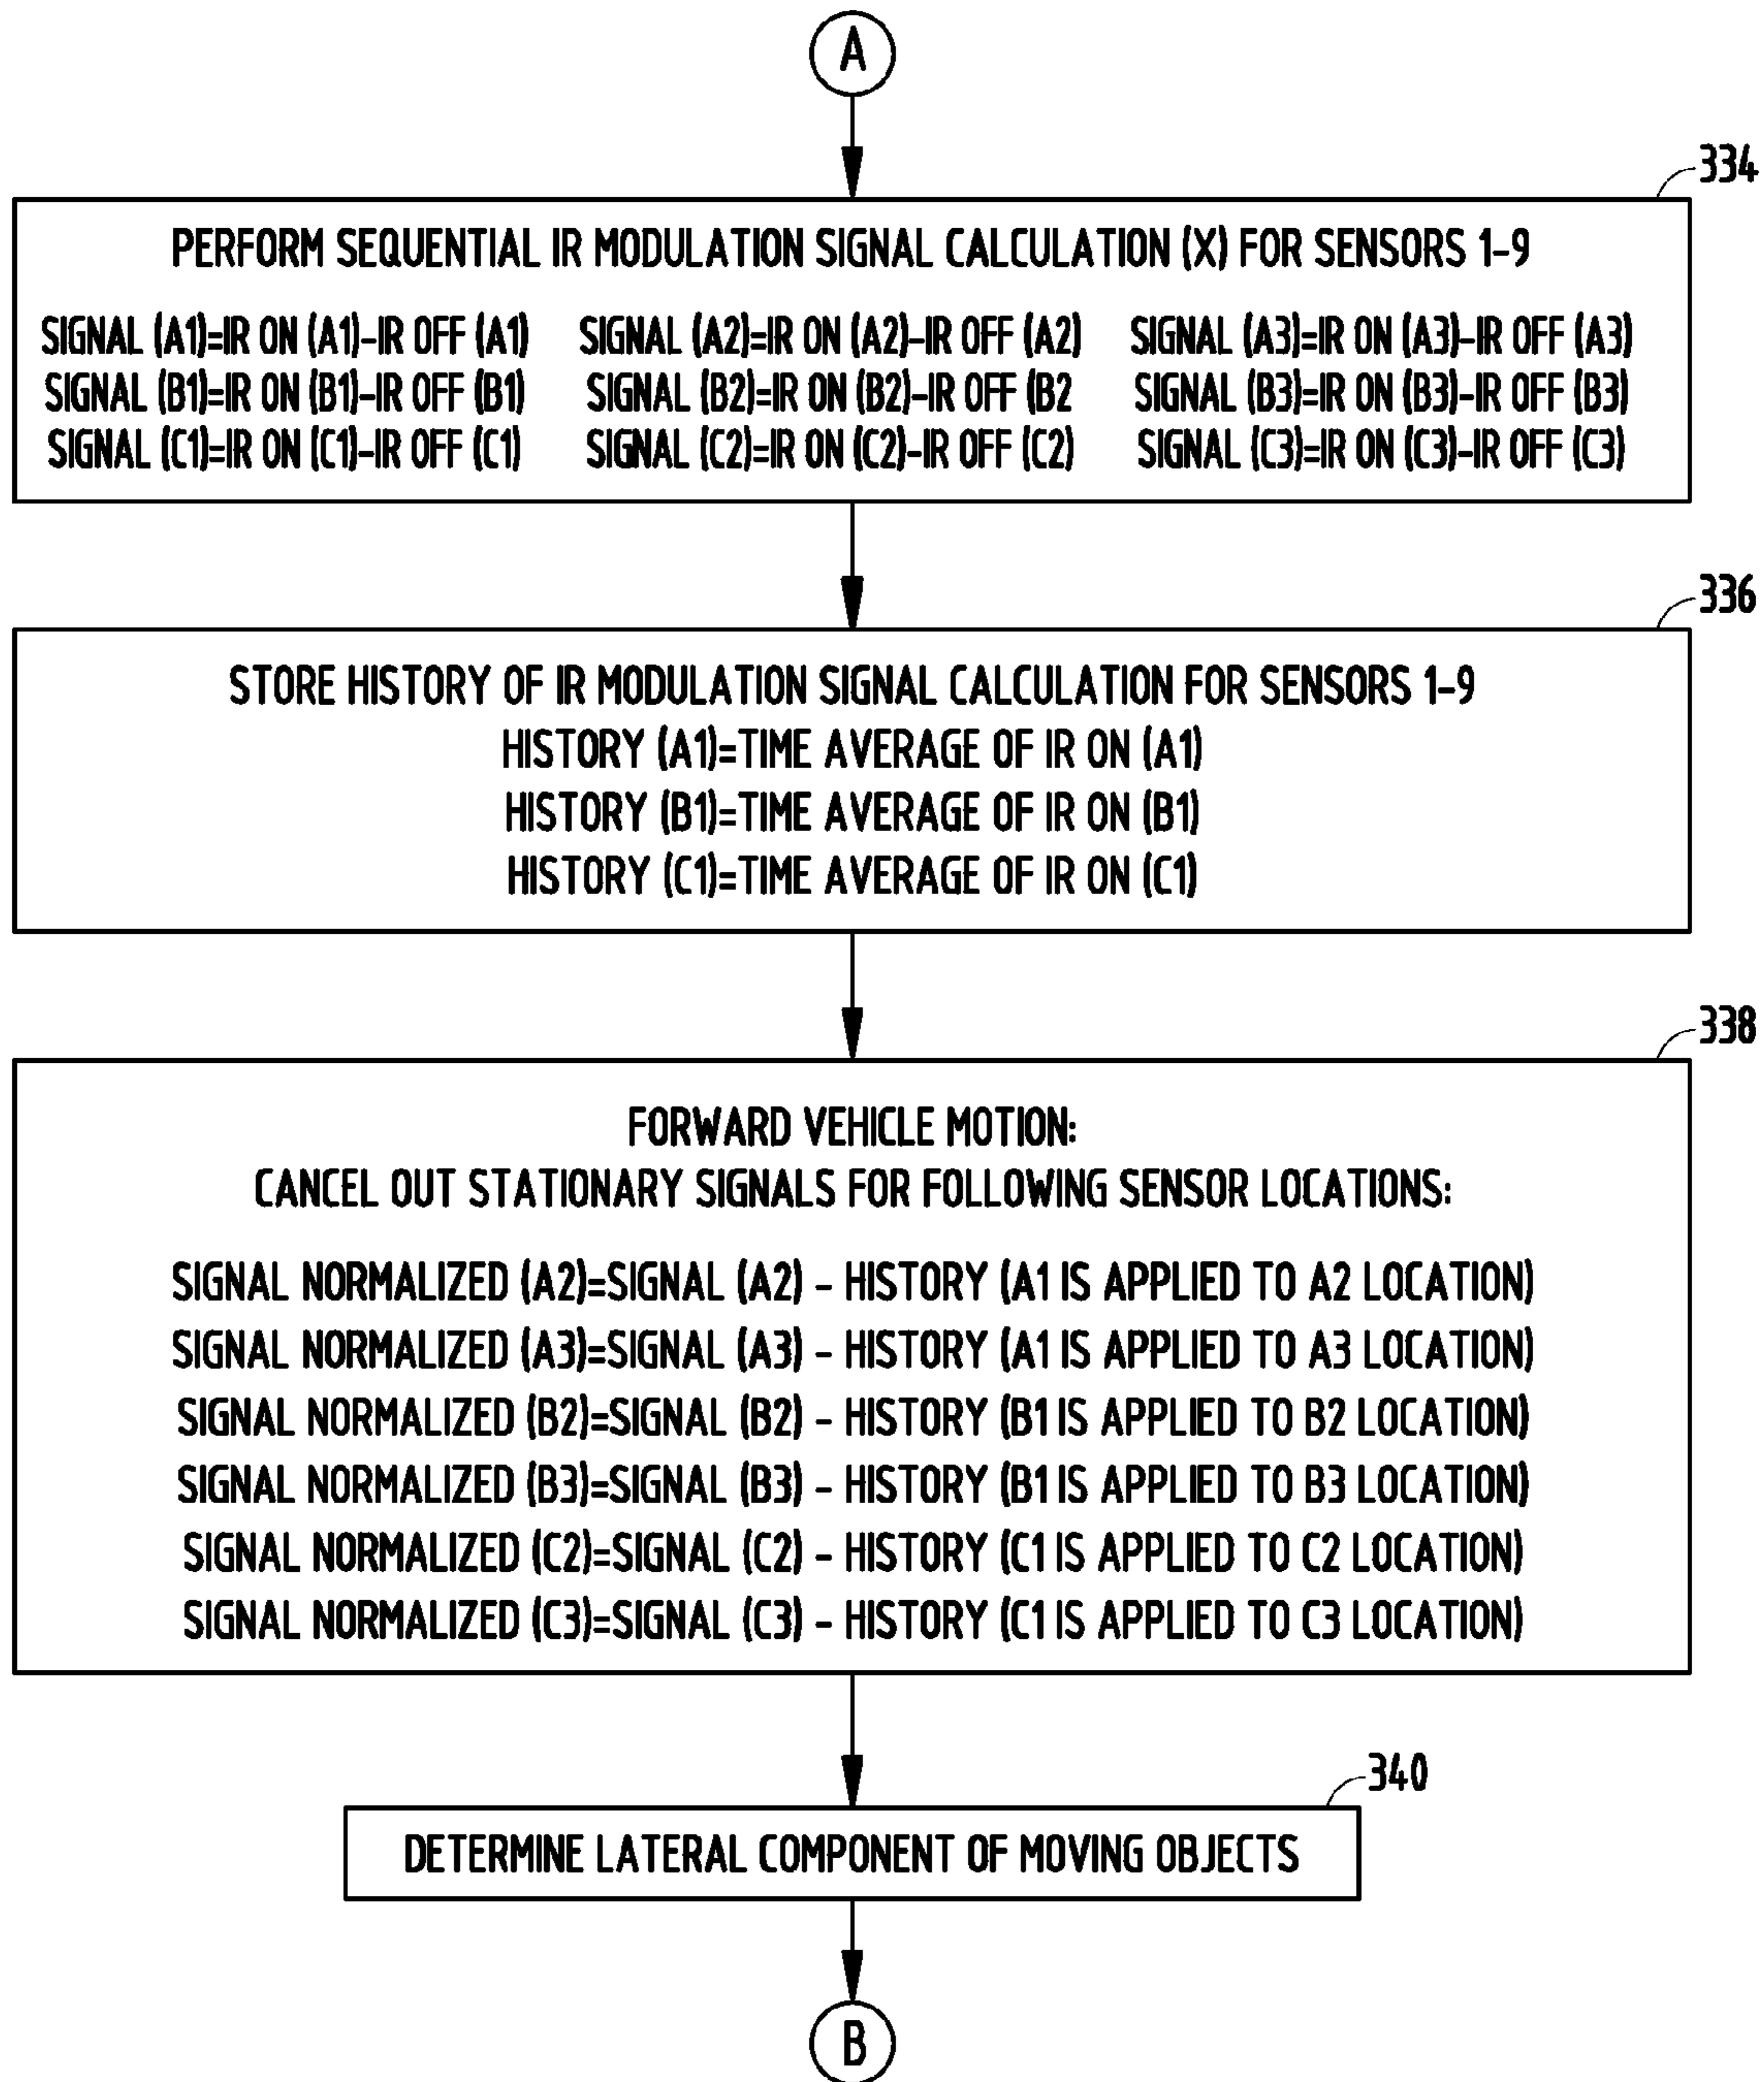 A
334
PERFORM SEQUENTIAL IR MODULATION SIGNAL CALCULATION (X) FOR SENSORS 1-9
SIGNAL (A1)=IR ON (A1)-IR OFF (A1) SIGNAL (A2)=IR ON (A2)-IR OFF (A2) SIGNAL (A3)=IR ON (A3)-IR OFF (A3)
SIGNAL (B1)=IR ON (B1)-IR OFF (B1) SIGNAL (B2)=IR ON (B2)-IR OFF (B2 SIGNAL (B3)=IR ON (B3)-IR OFF (B3)
SIGNAL (C1)=IR ON (C1)-IR OFF (C1) SIGNAL (C2)=IR ON (C2)-IR OFF (C2) SIGNAL (C3)=IR ON (C3)-IR OFF (C3)
336
STORE HISTORY OF IR MODULATION SIGNAL CALCULATION FOR SENSORS 1-9
HISTORY (A1)=TIME AVERAGE OF IR ON (A1)
HISTORY (B1)=TIME AVERAGE OF IR ON (B1)
HISTORY (C1)=TIME AVERAGE OF IR ON (C1)
338
FORWARD VEHICLE MOTION:
CANCEL OUT STATIONARY SIGNALS FOR FOLLOWING SENSOR LOCATIONS:
SIGNAL NORMALIZED (A2)=SIGNAL (A2) - HISTORY (A1 IS APPLIED TO A2 LOCATION)
SIGNAL NORMALIZED (A3)=SIGNAL (A3) - HISTORY (A1 IS APPLIED TO A3 LOCATION)
SIGNAL NORMALIZED (B2)=SIGNAL (B2) - HISTORY (B1 IS APPLIED TO B2 LOCATION)
SIGNAL NORMALIZED (B3)=SIGNAL (B3) - HISTORY (B1 IS APPLIED TO B3 LOCATION)
SIGNAL NORMALIZED (C2)=SIGNAL (C2) - HISTORY (C1 IS APPLIED TO C2 LOCATION)
SIGNAL NORMALIZED (C3)=SIGNAL (C3) - HISTORY (C1 IS APPLIED TO C3 LOCATION)
340
DETERMINE LATERAL COMPONENT OF MOVING OBJECTS
B